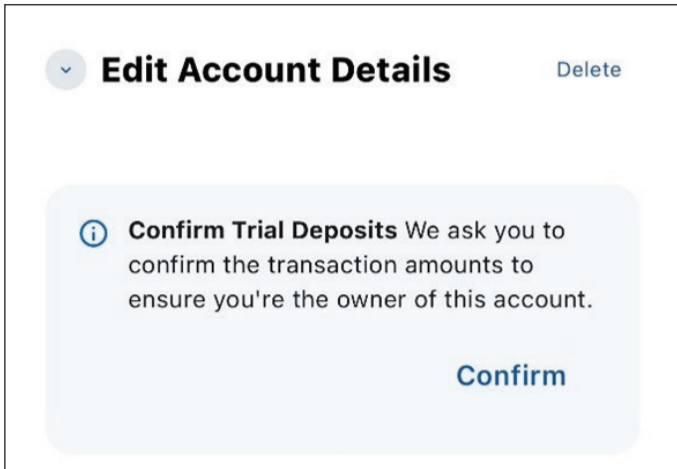 Edit Account Details
Delete
Confirm Trial Deposits We ask you to
confirm the transaction amounts to
ensure you're the owner of this account.
Confirm